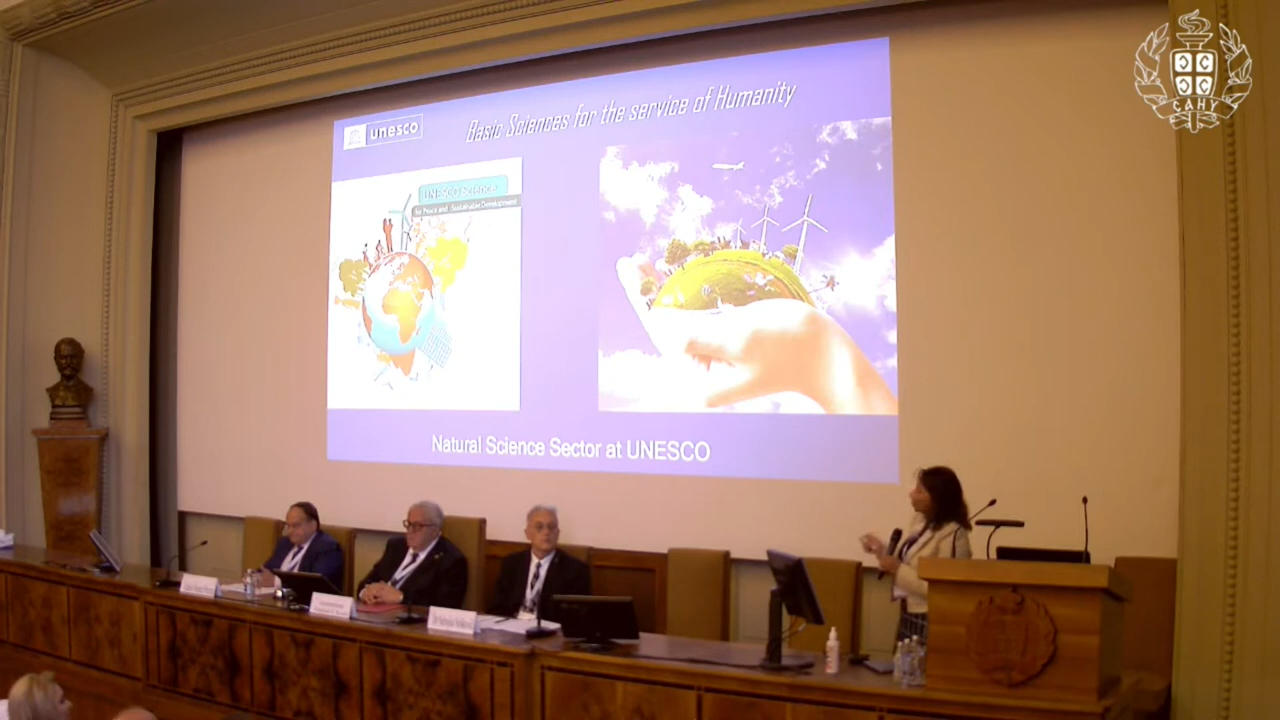 САНУ
unesco
Basic Sciences for the service of Humanity
UNESCO Science
for Peace and Sustainable Development
Natural Science Sector at UNESCO